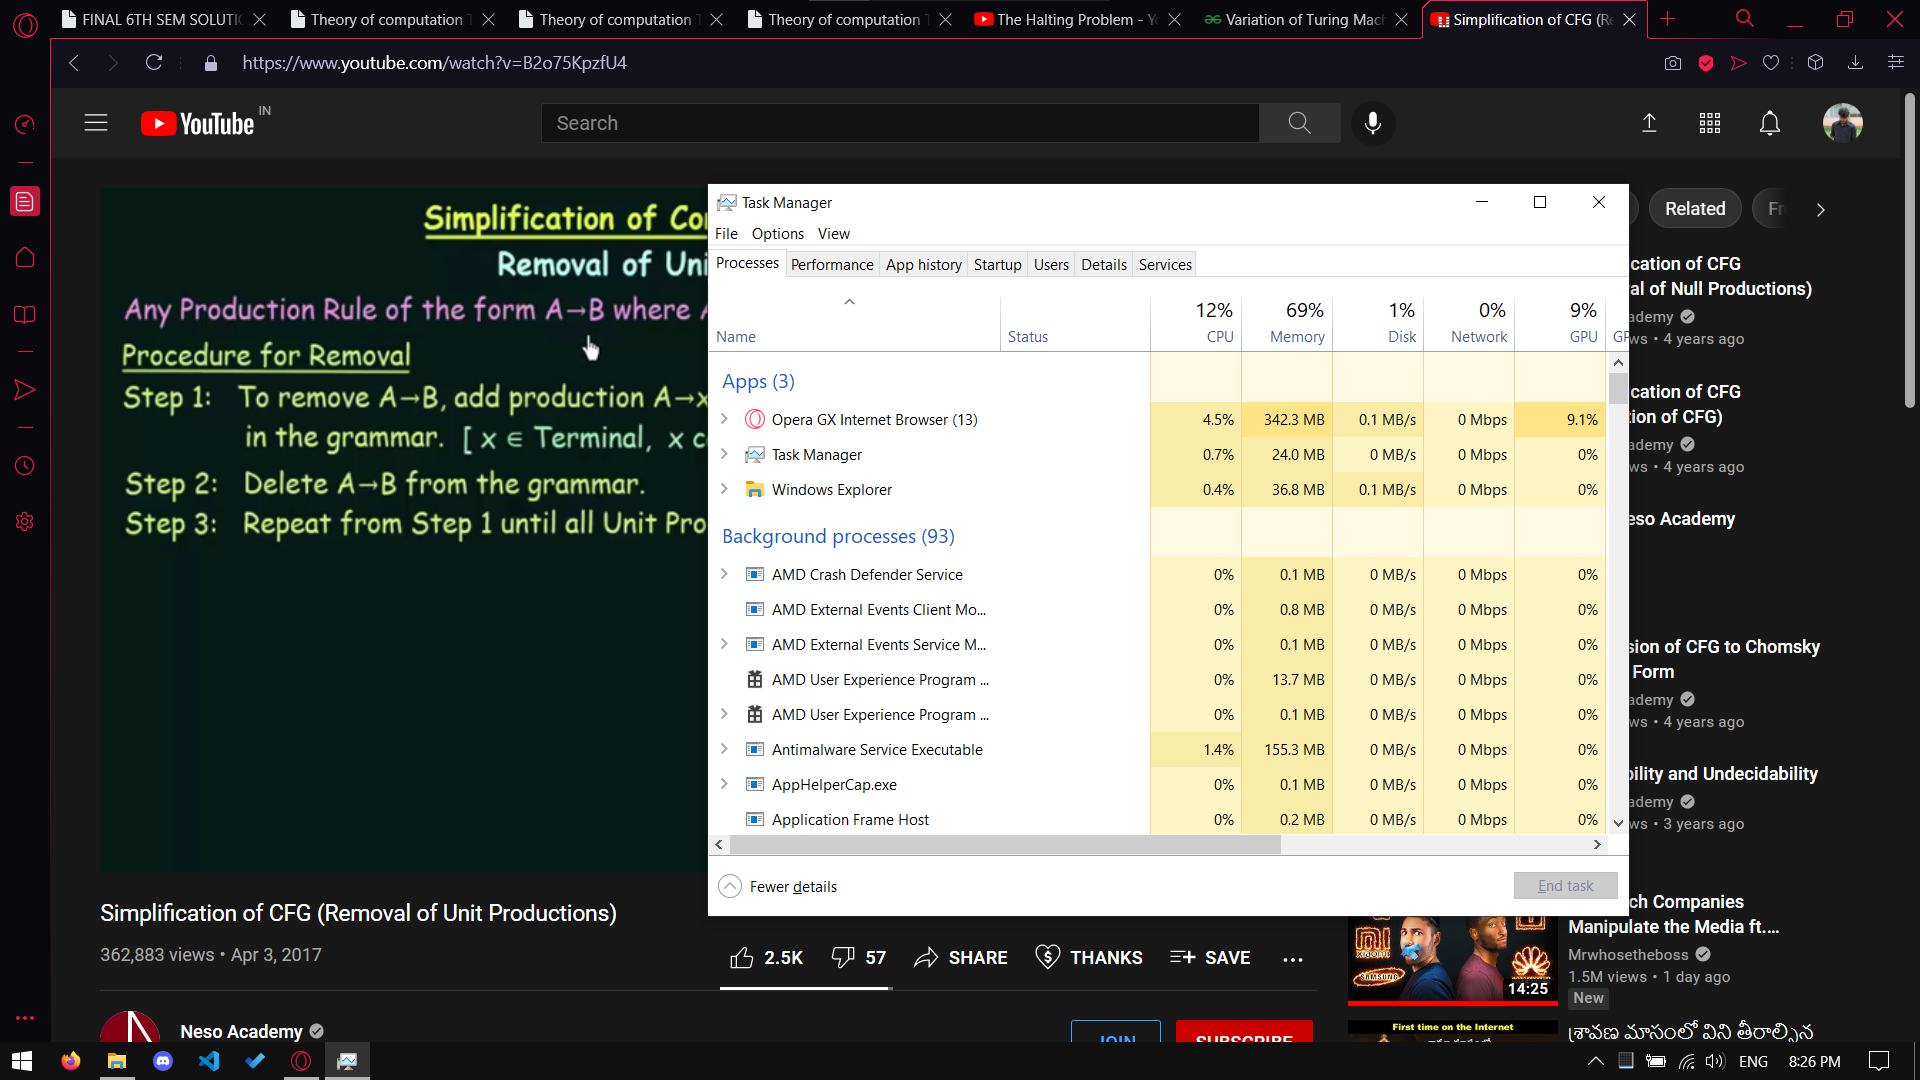 FINAL 6TH SEM SOLUTI
Theory of computation
Theory of computation
Theory of computation
The Halting Problem - Y
Variation of Turing Mac
Simplification of CFG (R
https://www.youtube.com/watch?v=B2o75KpzfU4
YouTube IN
Search
Simplification of Co
Removal of Uni
Any Production Rule of the form A→B where
Procedure for Removal
Step 1: To remove A→B, add production A→x
in the grammar. [ x ∈ Terminal, x c
Step 2: Delete A→B from the grammar.
Step 3: Repeat from Step 1 until all Unit Pro
Task Manager
File Options View
Processes Performance App history Startup Users Details Services
12% 69% 1% 0% 9%
Name Status CPU Memory Disk Network GPU GP
Apps (3)
Opera GX Internet Browser (13) 4.5% 342.3 MB 0.1 MB/s 0 Mbps 9.1%
Task Manager 0.7% 24.0 MB 0 MB/s 0 Mbps 0%
Windows Explorer 0.4% 36.8 MB 0.1 MB/s 0 Mbps 0%
Background processes (93)
AMD Crash Defender Service 0% 0.1 MB 0 MB/s 0 Mbps 0%
AMD External Events Client Mo... 0% 0.8 MB 0 MB/s 0 Mbps 0%
AMD External Events Service M... 0% 0.1 MB 0 MB/s 0 Mbps 0%
AMD User Experience Program ... 0% 13.7 MB 0 MB/s 0 Mbps 0%
AMD User Experience Program ... 0% 0.1 MB 0 MB/s 0 Mbps 0%
Antimalware Service Executable 1.4% 155.3 MB 0 MB/s 0 Mbps 0%
AppHelperCap.exe 0% 0.1 MB 0 MB/s 0 Mbps 0%
Application Frame Host 0% 0.2 MB 0 MB/s 0 Mbps 0%
Fewer details End task
Related Fr
cation of CFG
al of Null Productions)
ademy
ws • 4 years ago
cation of CFG
tion of CFG)
ademy
ws • 4 years ago
eso Academy
sion of CFG to Chomsky
Form
ademy
ws • 4 years ago
bility and Undecidability
ademy
ws • 3 years ago
ch Companies
Manipulate the Media ft....
Mrwhosetheboss
1.5M views • 1 day ago
New
xiaomi
SAMSUNG
HUAWEI
14:25
First time on the Internet
శ్రావణ మాసంలో విని తీరాల్సిన
Simplification of CFG (Removal of Unit Productions)
362,883 views • Apr 3, 2017
2.5K 57 SHARE THANKS SAVE
Neso Academy
JOIN SUBSCRIBE
ENG 8:26 PM